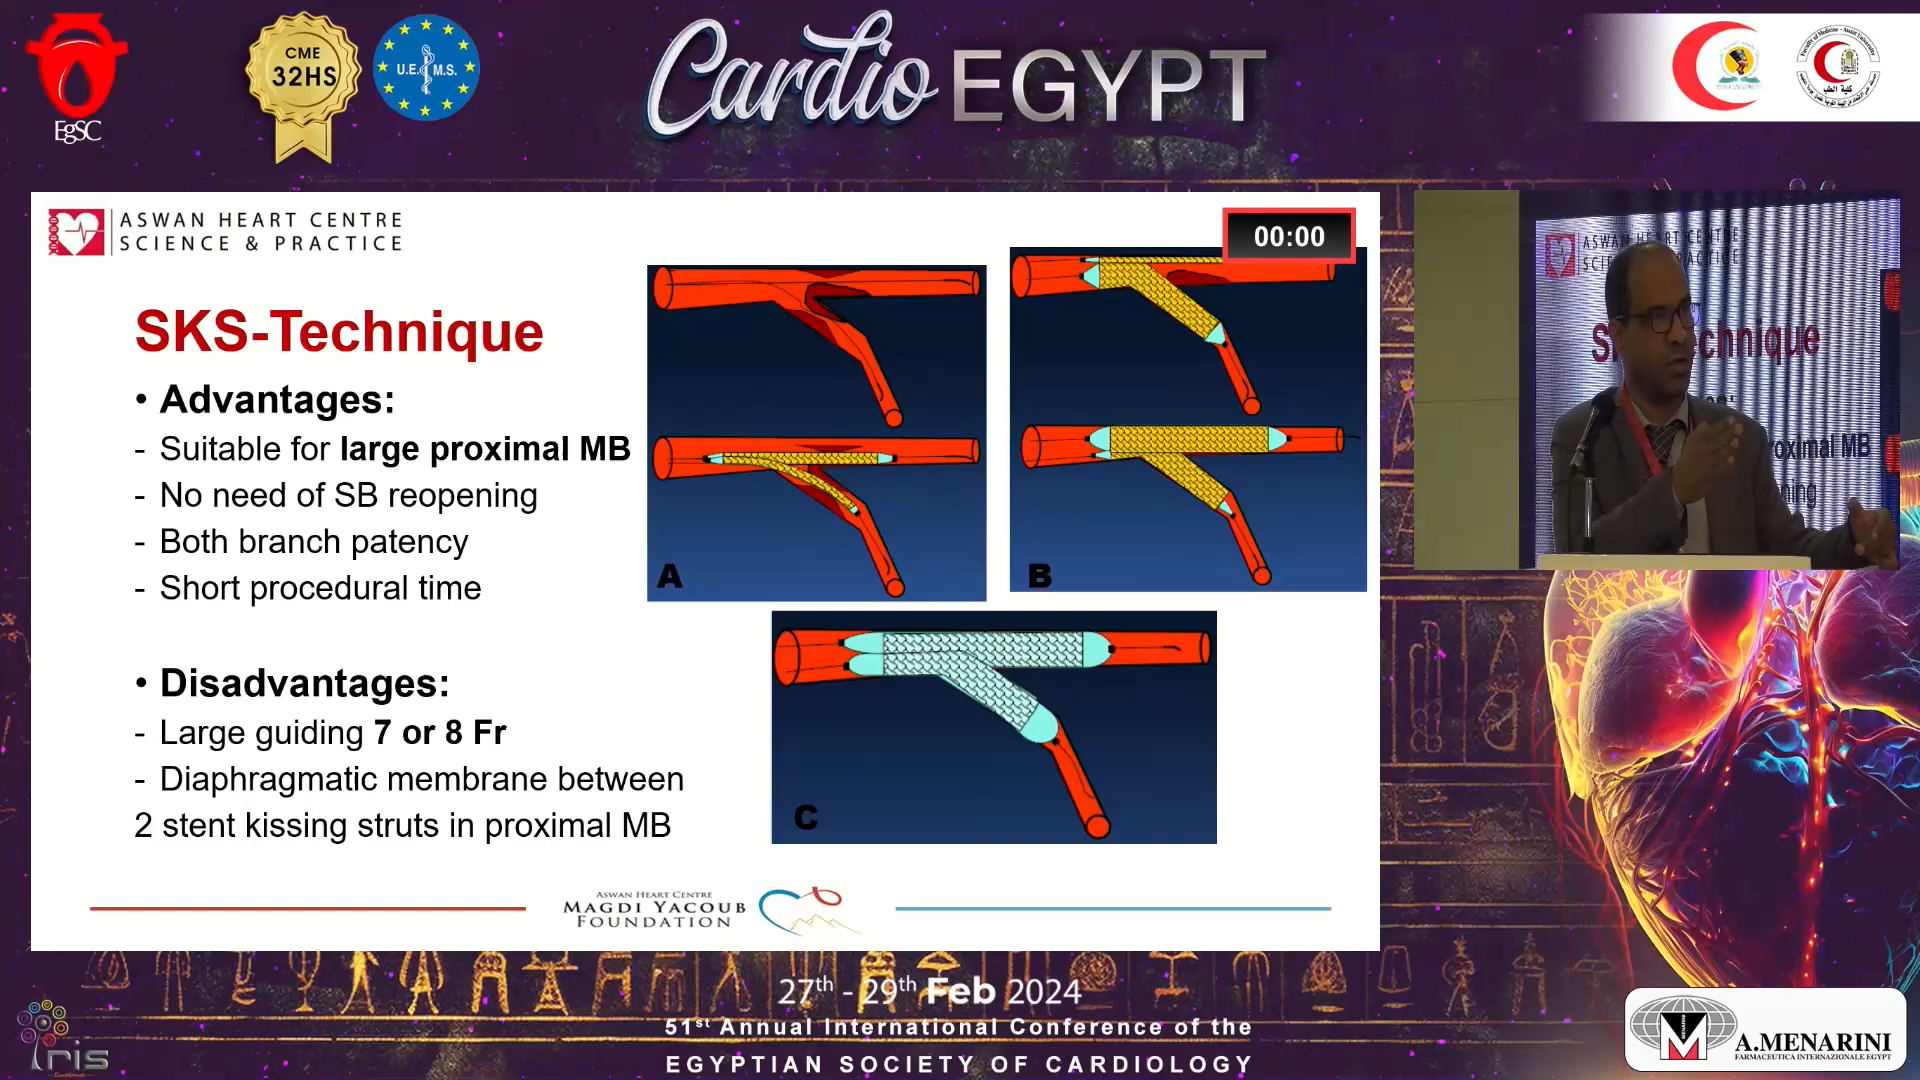 EgSC
CME
32HS
U.E.M.S.
Cardio EGYPT
كلية الطب
ASWAN HEART CENTRE
SCIENCE & PRACTICE
00:00
SKS-Technique
• Advantages:
- Suitable for large proximal MB
- No need of SB reopening
- Both branch patency
- Short procedural time
• Disadvantages:
- Large guiding 7 or 8 Fr
- Diaphragmatic membrane between
2 stent kissing struts in proximal MB
A
B
C
ASWAN HEART CENTRE
MAGDI YACOUB
FOUNDATION
27th - 29th Feb 2024
51st Annual International Conference of the
EGYPTIAN SOCIETY OF CARDIOLOGY
Iris
Excellence
A.MENARINI
FARMACEUTICA INTERNAZIONALE EGYPT